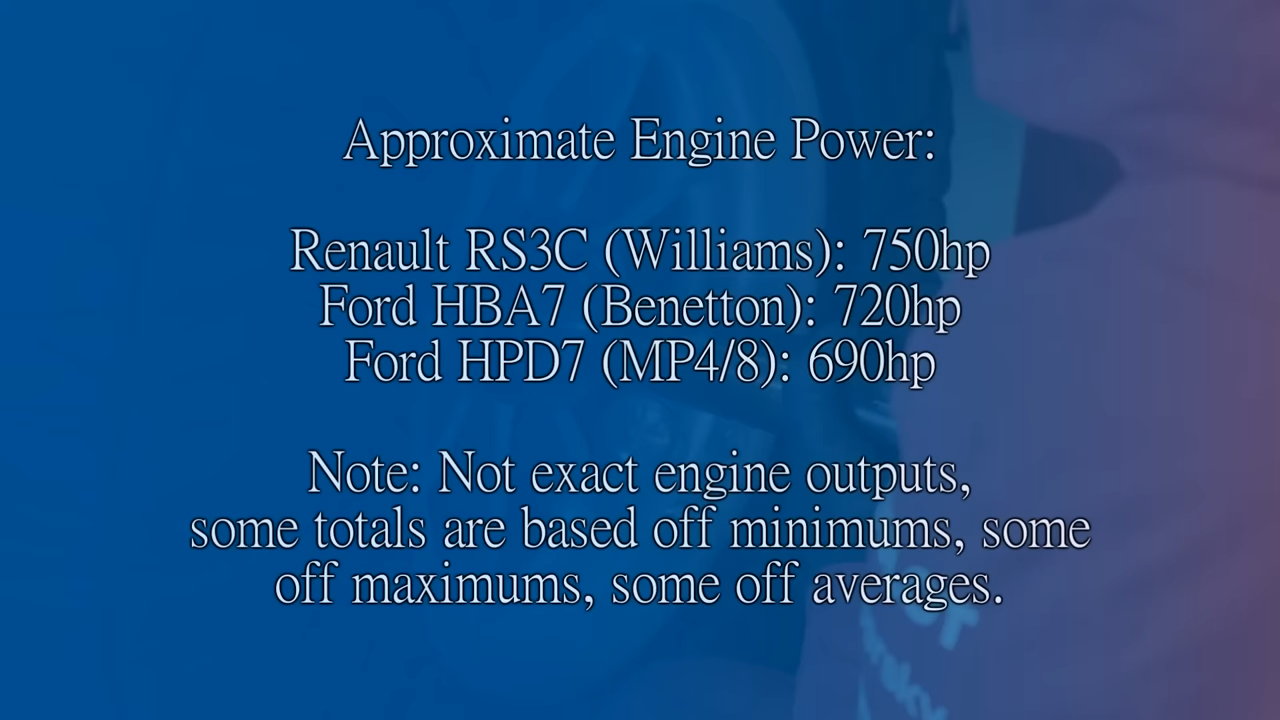 Approximate Engine Power:
Renault RS3C (Williams): 750hp
Ford HBA7 (Benetton): 720hp
Ford HPD7 (MP4/8): 690hp
Note: Not exact engine outputs,
some totals are based off minimums, some
off maximums, some off averages.